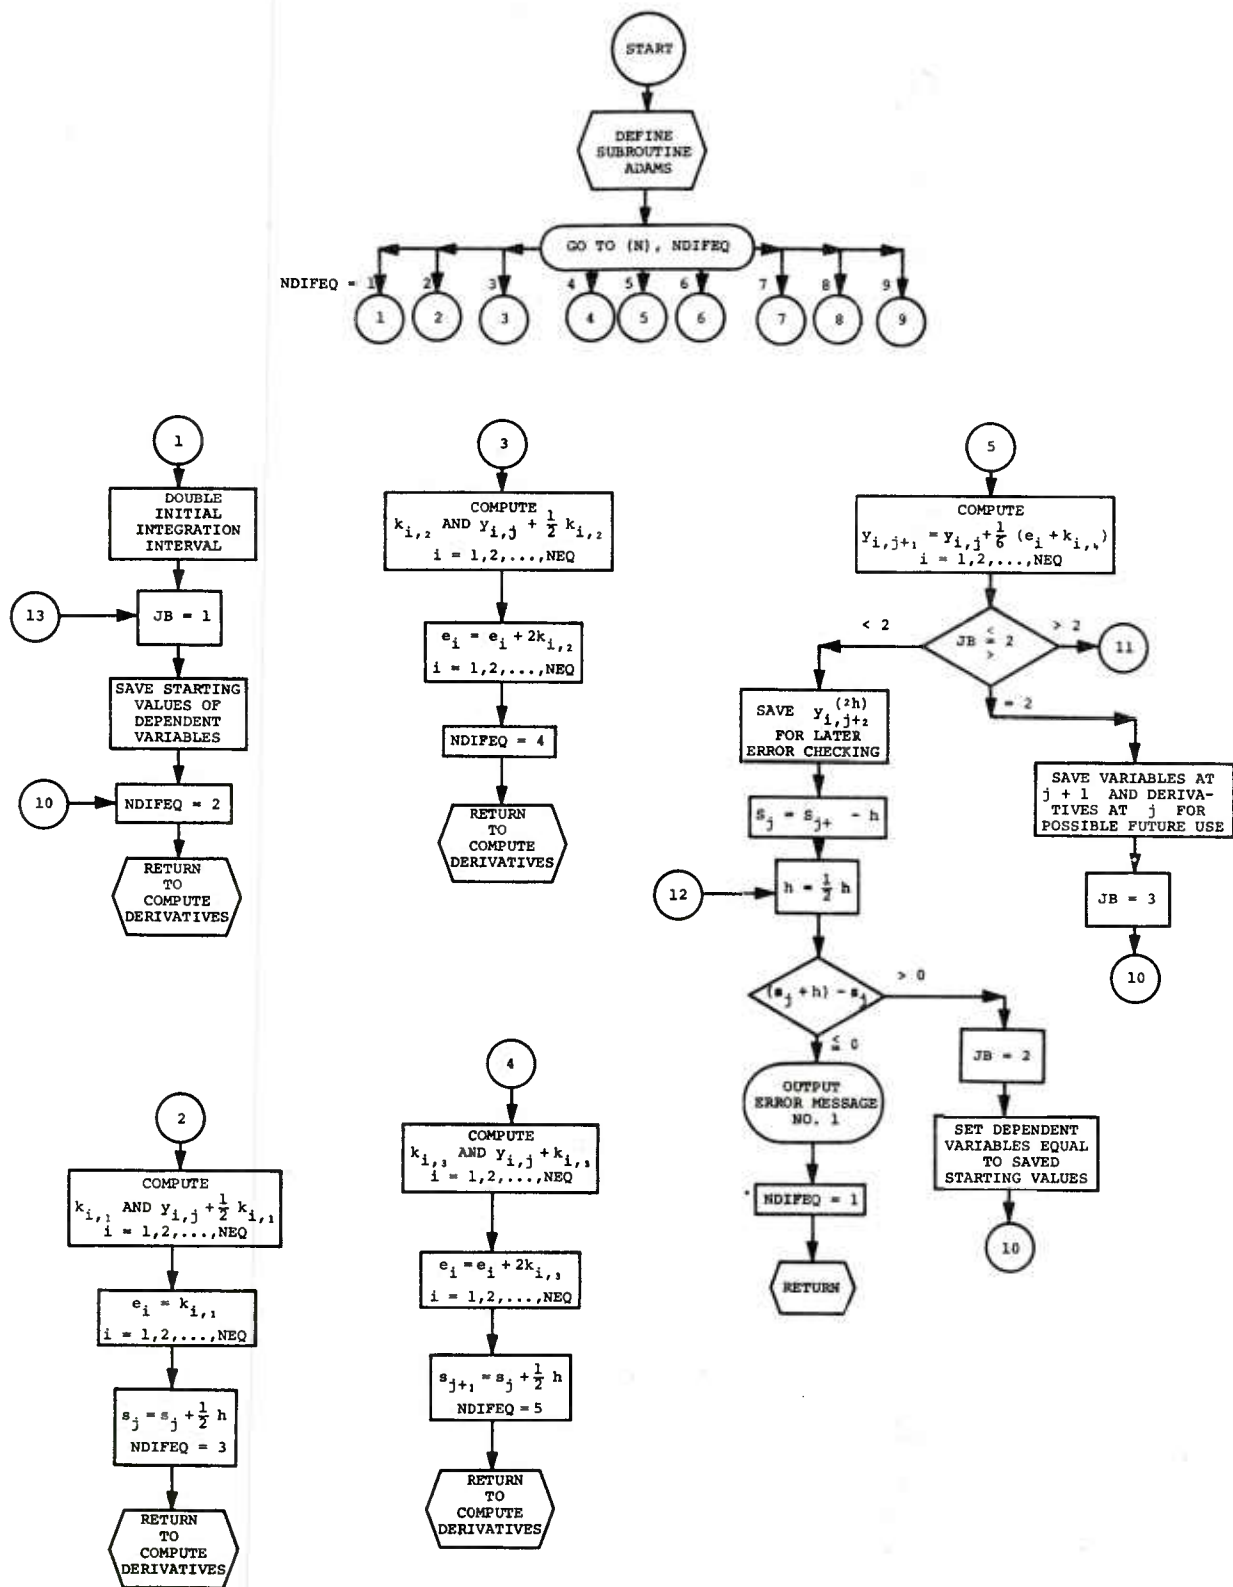 START
DEFINE
SUBROUTINE
ADAMS
GO TO (N), NDIFEQ
NDIFEQ = 1 2 3 4 5 6 7 8 9
1 2 3 4 5 6 7 8 9
1
DOUBLE
INITIAL
INTEGRATION
INTERVAL
13
JB = 1
SAVE STARTING
VALUES OF
DEPENDENT
VARIABLES
10
NDIFEQ = 2
RETURN
TO
COMPUTE
DERIVATIVES
3
COMPUTE
k_{i,2} AND y_{i,j} + 1/2 k_{i,2}
i = 1,2,...,NEQ
e_i = e_i + 2k_{i,2}
i = 1,2,...,NEQ
NDIFEQ = 4
RETURN
TO
COMPUTE
DERIVATIVES
5
COMPUTE
y_{i,j+1} = y_{i,j} + 1/6 (e_i + k_{i,4})
i = 1,2,...,NEQ
< 2
JB <=> 2
> 2
11
= 2
SAVE y_{i,j+2}^{(2h)}
FOR LATER
ERROR CHECKING
s_j = s_{j+} - h
12
h = 1/2 h
(s_j + h) - s_j
> 0
≤ 0
OUTPUT
ERROR MESSAGE
NO. 1
NDIFEQ = 1
RETURN
SAVE VARIABLES AT
j + 1 AND DERIVA-
TIVES AT j FOR
POSSIBLE FUTURE USE
JB = 3
10
JB = 2
SET DEPENDENT
VARIABLES EQUAL
TO SAVED
STARTING VALUES
10
2
COMPUTE
k_{i,1} AND y_{i,j} + 1/2 k_{i,1}
i = 1,2,...,NEQ
e_i = k_{i,1}
i = 1,2,...,NEQ
s_j = s_j + 1/2 h
NDIFEQ = 3
RETURN
TO
COMPUTE
DERIVATIVES
4
COMPUTE
k_{i,3} AND y_{i,j} + k_{i,3}
i = 1,2,...,NEQ
e_i = e_i + 2k_{i,3}
i = 1,2,...,NEQ
s_{j+1} = s_j + 1/2 h
NDIFEQ = 5
RETURN
TO
COMPUTE
DERIVATIVES